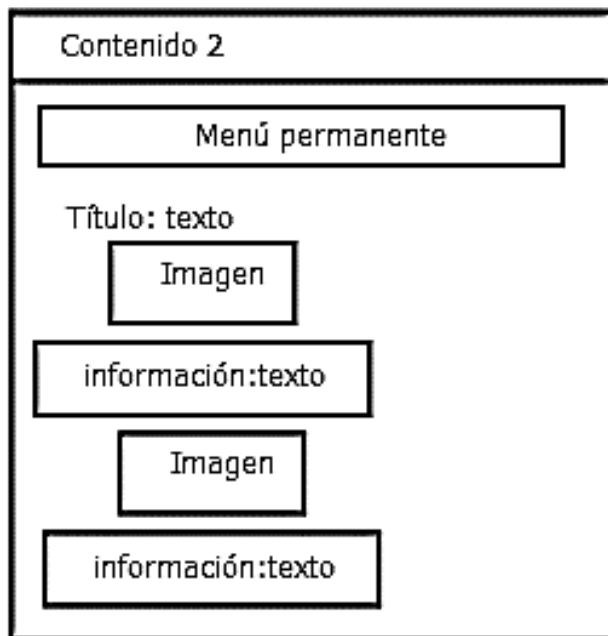 Contenido 2
Menú permanente
Título: texto
Imagen
información:texto
Imagen
información:texto